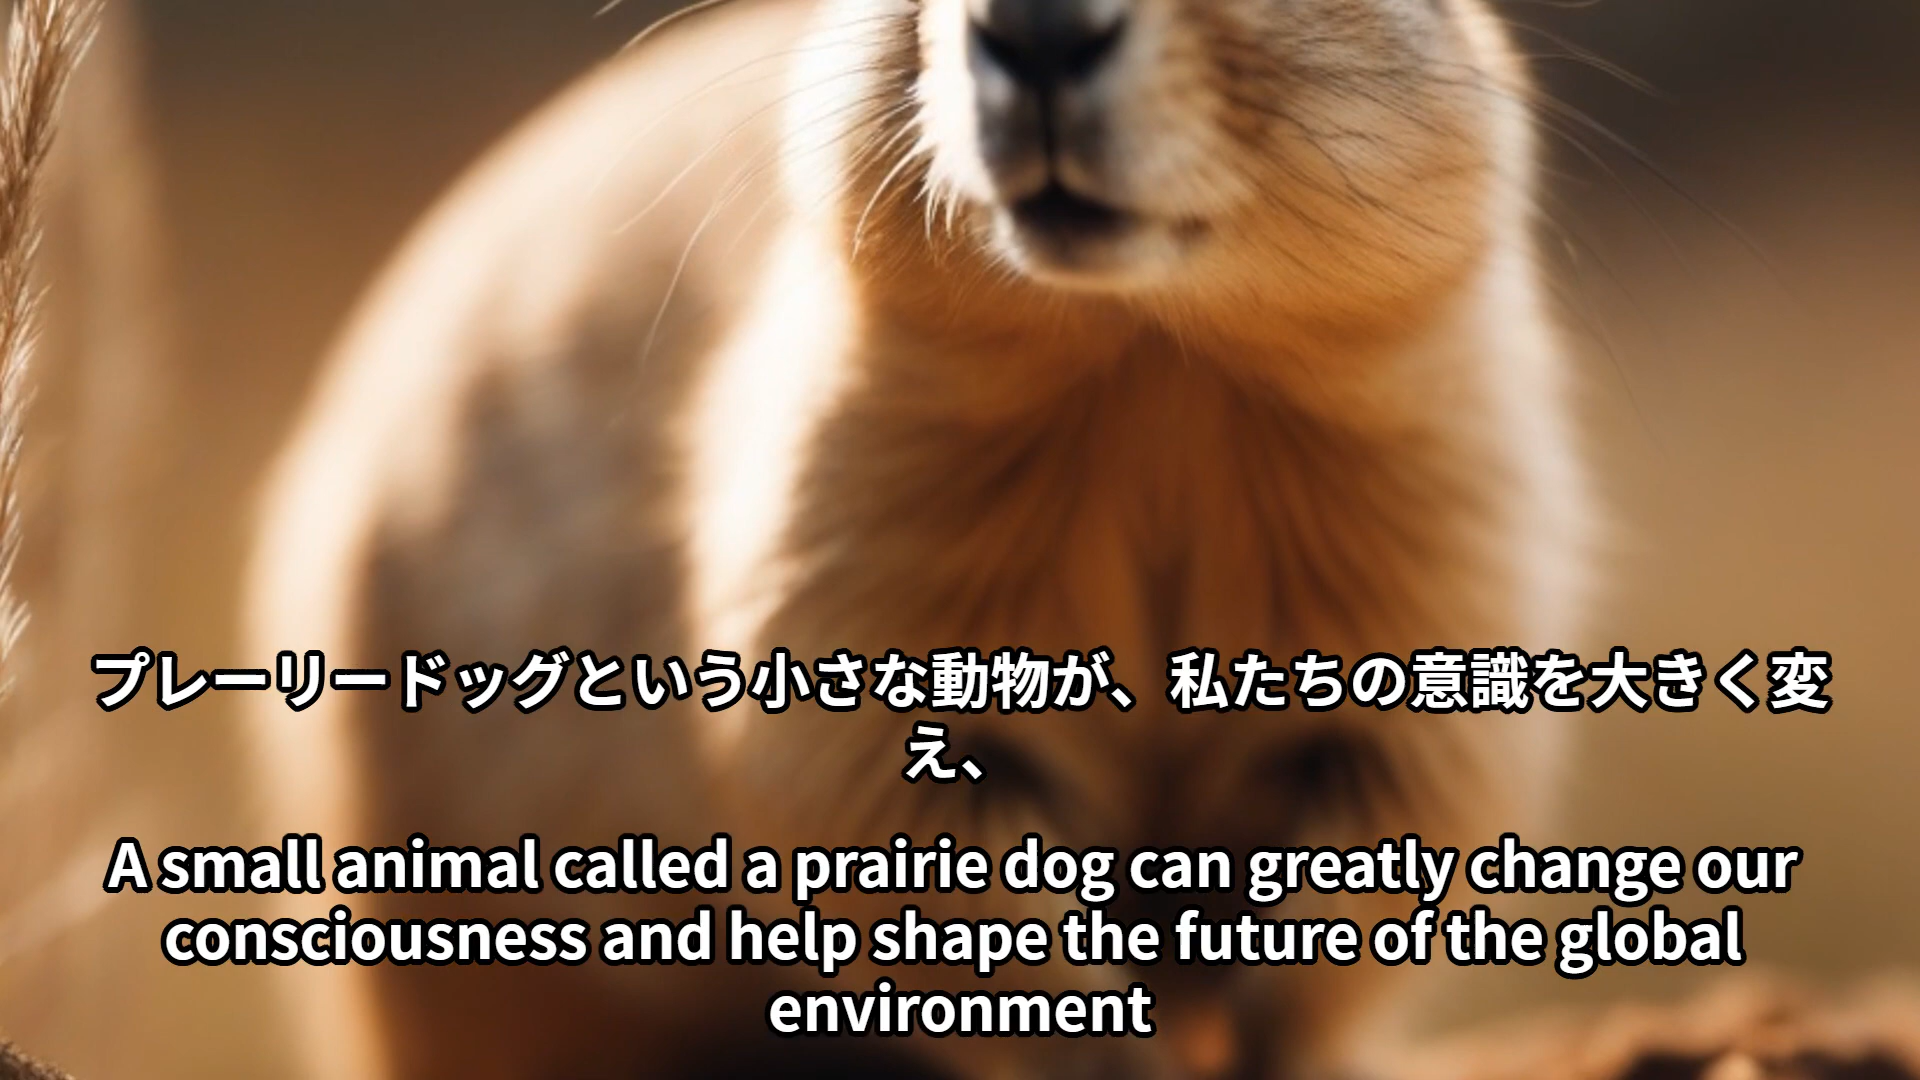 プレーリードッグという小さな動物が、私たちの意識を大きく変
え、
A small animal called a prairie dog can greatly change our
consciousness and help shape the future of the global
environment